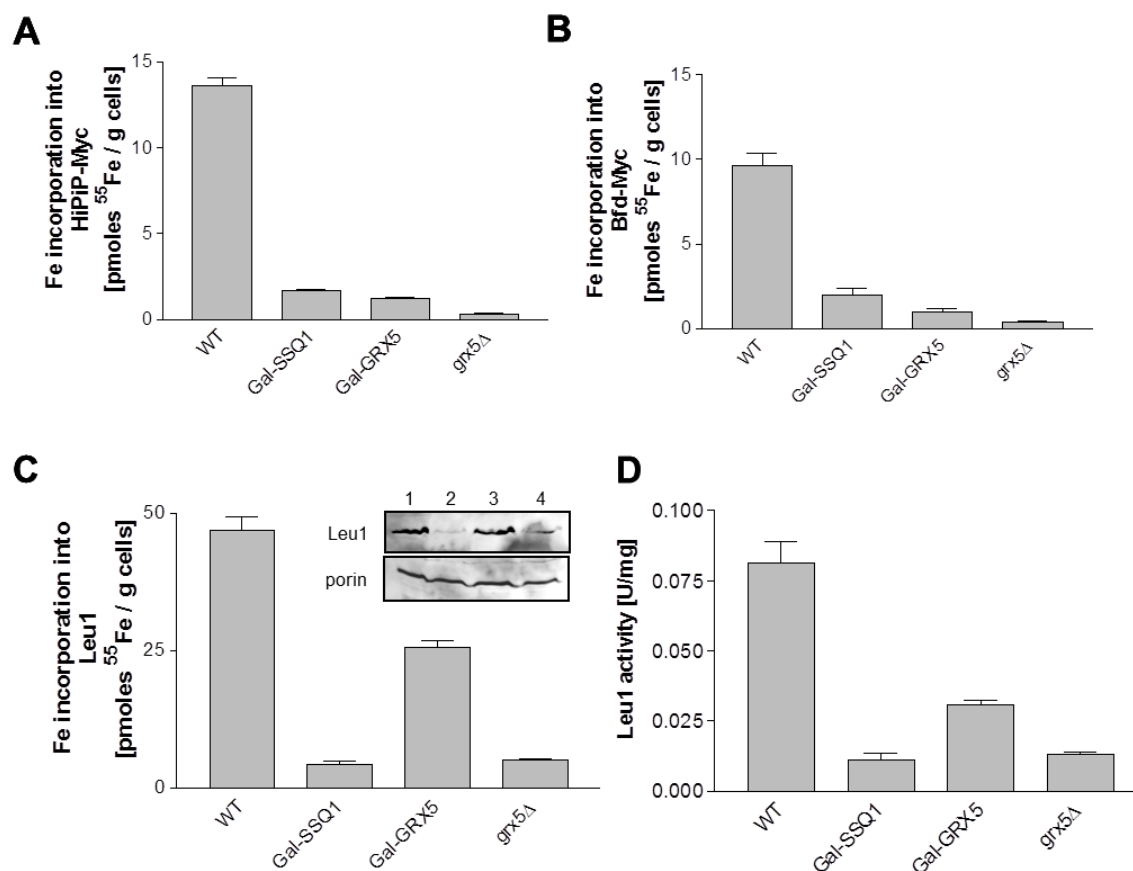 A
Fe incorporation into
HiPiP-Myc
[pmoles ⁵⁵Fe / g cells]
15
10
5
0
WT
Gal-SSQ1
Gal-GRX5
grx5Δ
B
Fe incorporation into
Bfd-Myc
[pmoles ⁵⁵Fe / g cells]
15
10
5
0
WT
Gal-SSQ1
Gal-GRX5
grx5Δ
C
Fe incorporation into
Leu1
[pmoles ⁵⁵Fe / g cells]
50
25
0
1 2 3 4
Leu1
porin
WT
Gal-SSQ1
Gal-GRX5
grx5Δ
D
Leu1 activity [U/mg]
0.100
0.075
0.050
0.025
0.000
WT
Gal-SSQ1
Gal-GRX5
grx5Δ